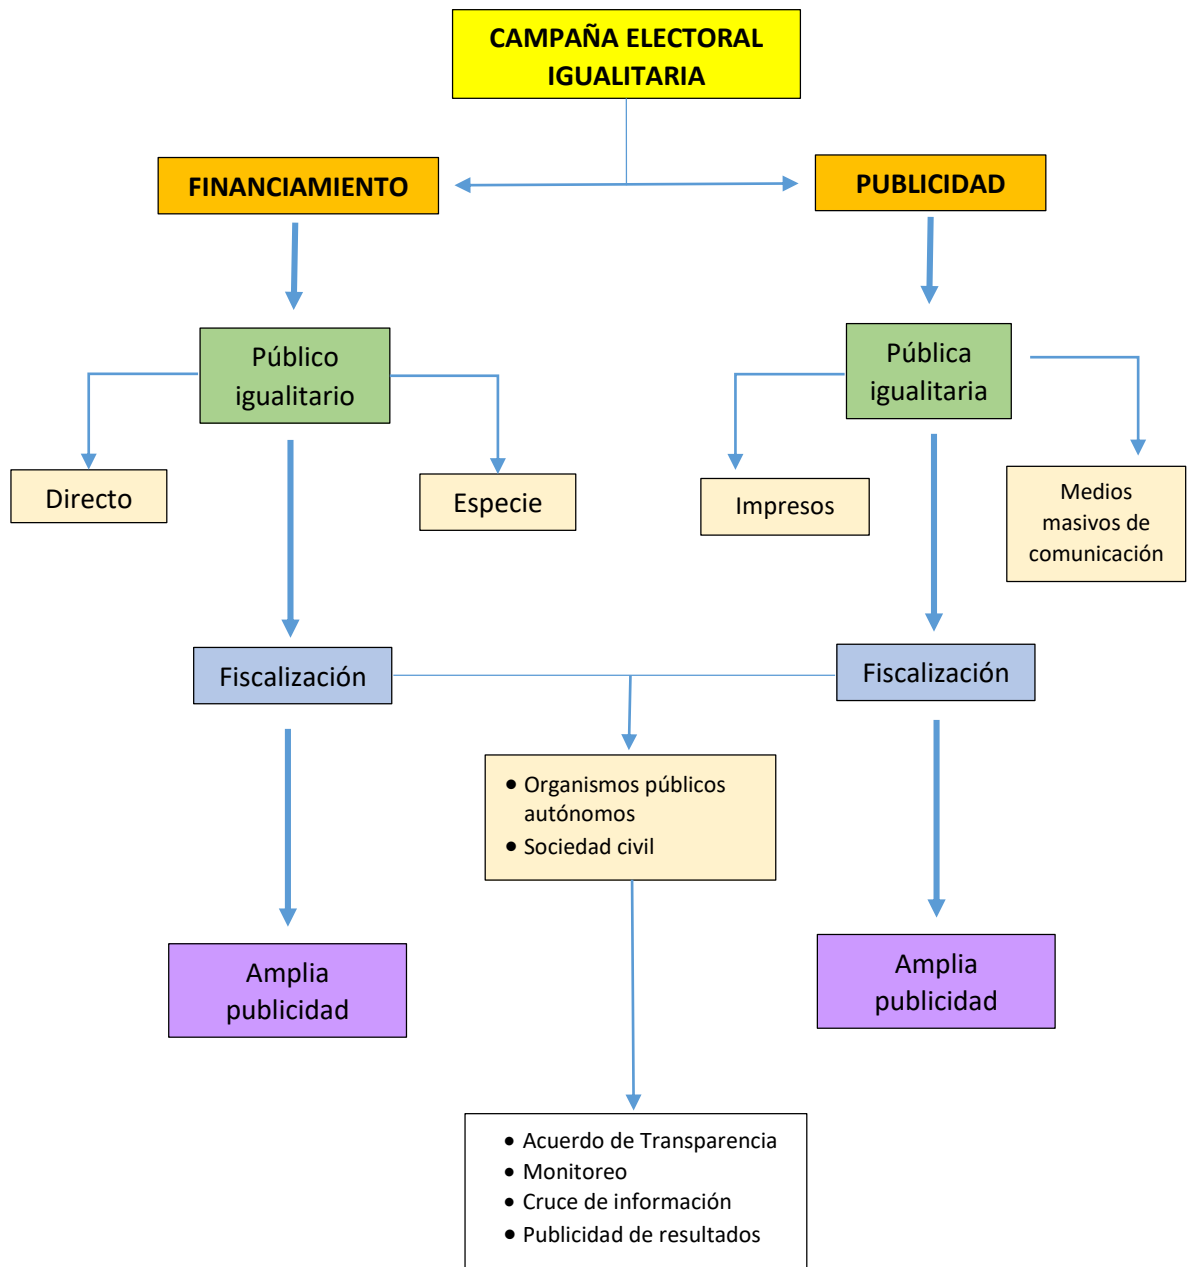 CAMPAÑA ELECTORAL
IGUALITARIA
FINANCIAMIENTO
PUBLICIDAD
Público
igualitario
Pública
igualitaria
Directo
Especie
Impresos
Medios
masivos de
comunicación
Fiscalización
Fiscalización
• Organismos públicos
autónomos
• Sociedad civil
Amplia
publicidad
Amplia
publicidad
• Acuerdo de Transparencia
• Monitoreo
• Cruce de información
• Publicidad de resultados